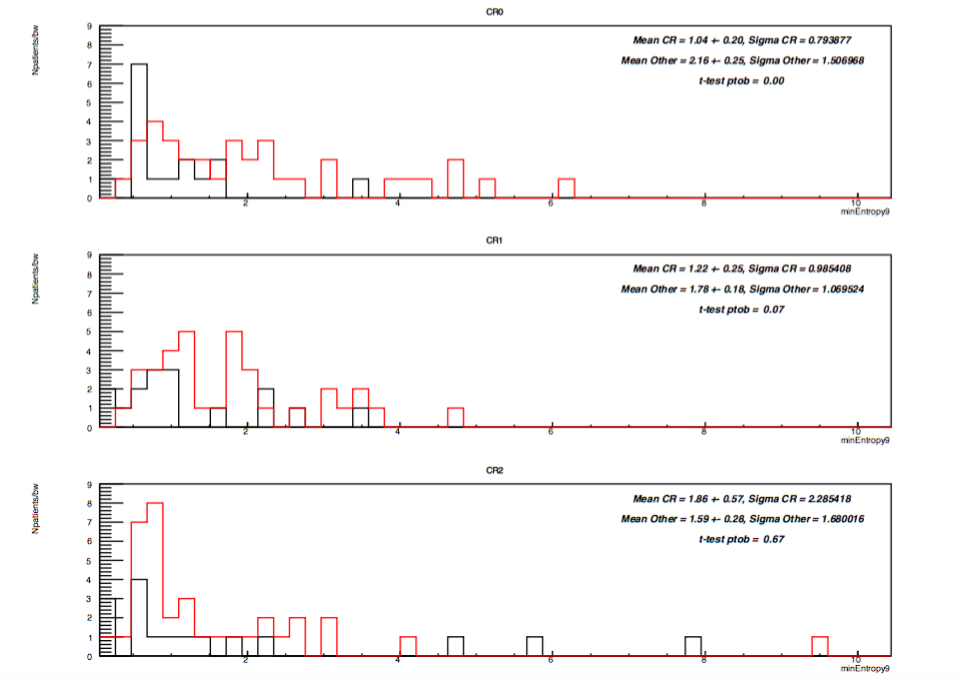 CR0
Npatients/bw
Mean CR = 1.04 +- 0.20, Sigma CR = 0.793877
Mean Other = 2.16 +- 0.25, Sigma Other = 1.506968
t-test ptob = 0.00
9
8
7
6
5
4
3
2
1
0
2 4 6 8 10
minEntropy9
CR1
Npatients/bw
Mean CR = 1.22 +- 0.25, Sigma CR = 0.985408
Mean Other = 1.78 +- 0.18, Sigma Other = 1.069524
t-test ptob = 0.07
9
8
7
6
5
4
3
2
1
0
2 4 6 8 10
minEntropy9
CR2
Npatients/bw
Mean CR = 1.86 +- 0.57, Sigma CR = 2.285418
Mean Other = 1.59 +- 0.28, Sigma Other = 1.680016
t-test ptob = 0.67
9
8
7
6
5
4
3
2
1
0
2 4 6 8 10
minEntropy9